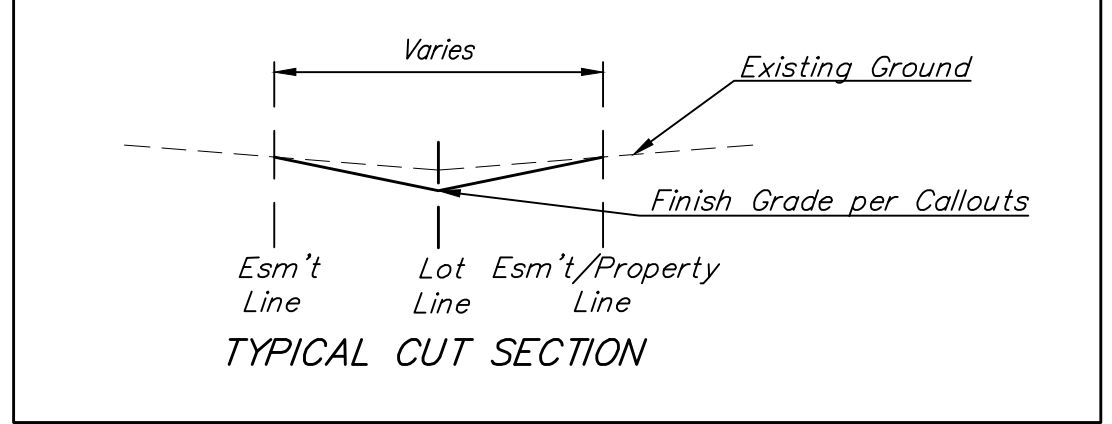 Varies
Existing Ground
Finish Grade per Callouts
Esm't
Line
Lot
Line
Esm't/Property
Line
TYPICAL CUT SECTION